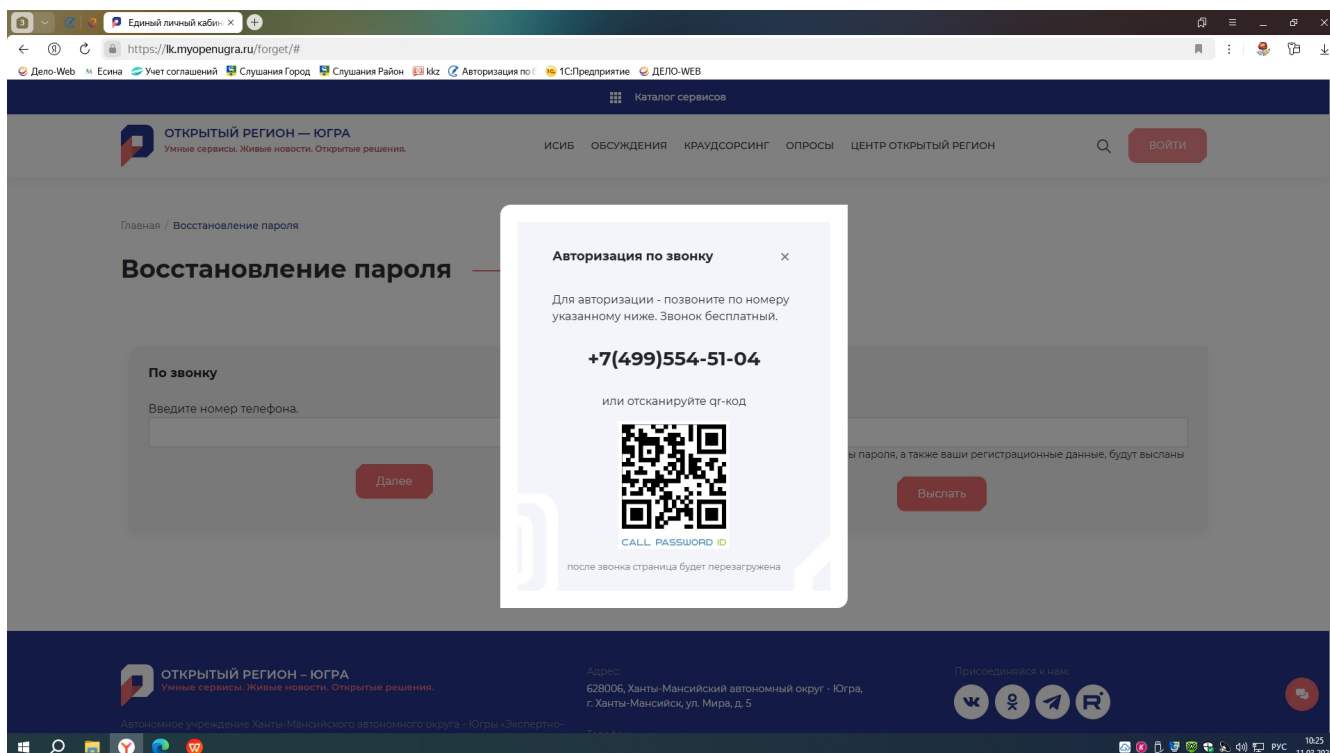 3
Единый личный кабин
https://lk.myopenugra.ru/forget/#
Дело-Web Есина Учет соглашений Слушания Город Слушания Район kkz Авторизация по 1С:Предприятие ДЕЛО-WEB
Каталог сервисов
ОТКРЫТЫЙ РЕГИОН — ЮГРА
Умные сервисы. Живые новости. Открытые решения.
ИСИБ ОБСУЖДЕНИЯ КРАУДСОРСИНГ ОПРОСЫ ЦЕНТР ОТКРЫТЫЙ РЕГИОН
ВОЙТИ
Главная / Восстановление пароля
Восстановление пароля
Авторизация по звонку
Для авторизации - позвоните по номеру
указанному ниже. Звонок бесплатный.
+7(499)554-51-04
или отсканируйте qr-код
CALL PASSWORD ID
после звонка страница будет перезагружена
По звонку
Введите номер телефона.
Далее
пароля, а также ваши регистрационные данные, будут высланы
Выслать
ОТКРЫТЫЙ РЕГИОН – ЮГРА
Умные сервисы. Живые новости. Открытые решения.
Автономное учреждение Ханты-Мансийского автономного округа - Югры «Экспертно-
Адрес:
628006, Ханты-Мансийский автономный округ - Югра,
г. Ханты-Мансийск, ул. Мира, д. 5
Присоединяйся к нам:
РУС
10:25